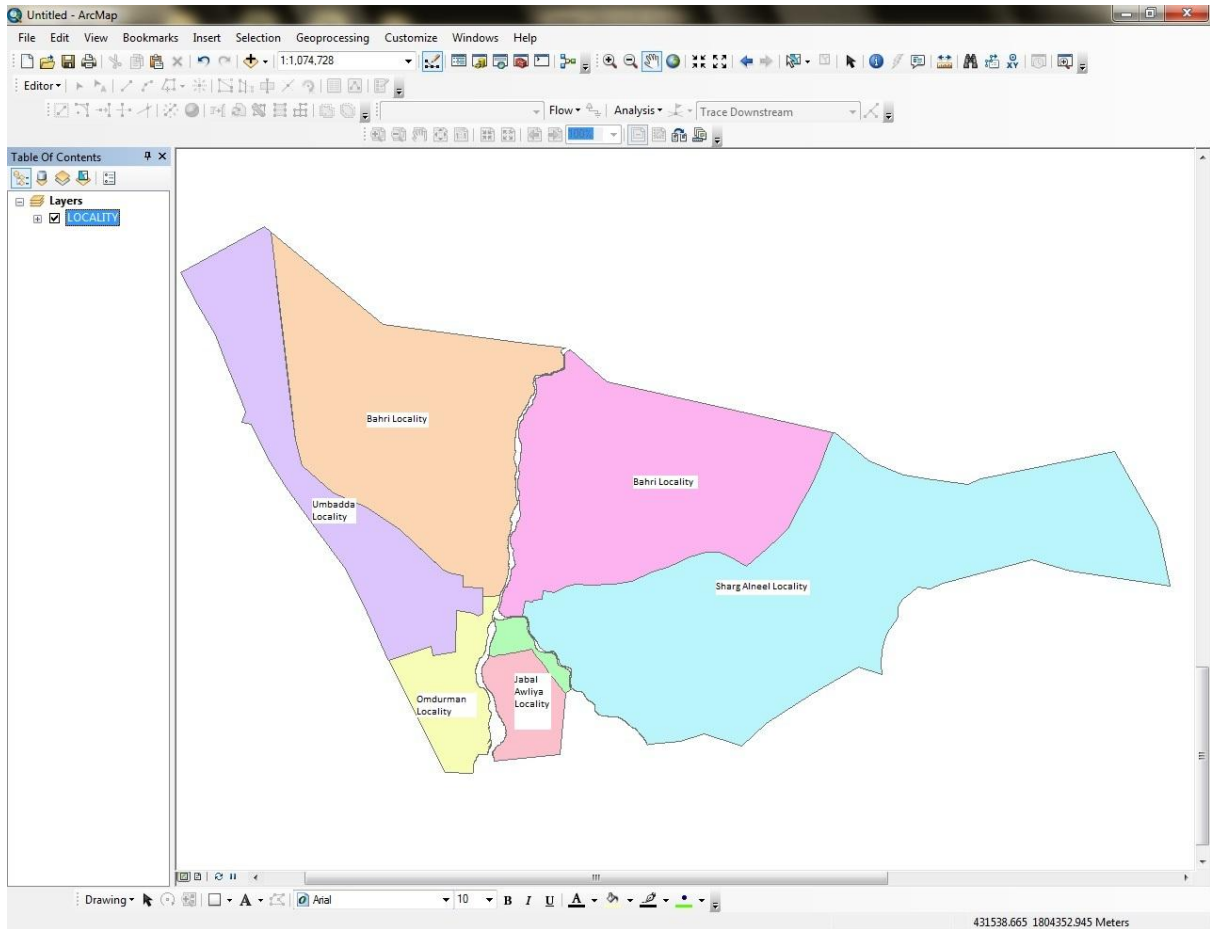 Untitled - ArcMap
File Edit View Bookmarks Insert Selection Geoprocessing Customize Windows Help
1:1,074,728
Editor
Flow Analysis Trace Downstream
100%
Table Of Contents
Layers
LOCALITY
Bahri Locality
Bahri Locality
Umbadda
Locality
Sharg Alneel Locality
Jabal
Awliya
Locality
Omdurman
Locality
Drawing A Arial 10 B I U A
431538.665 1804352.945 Meters